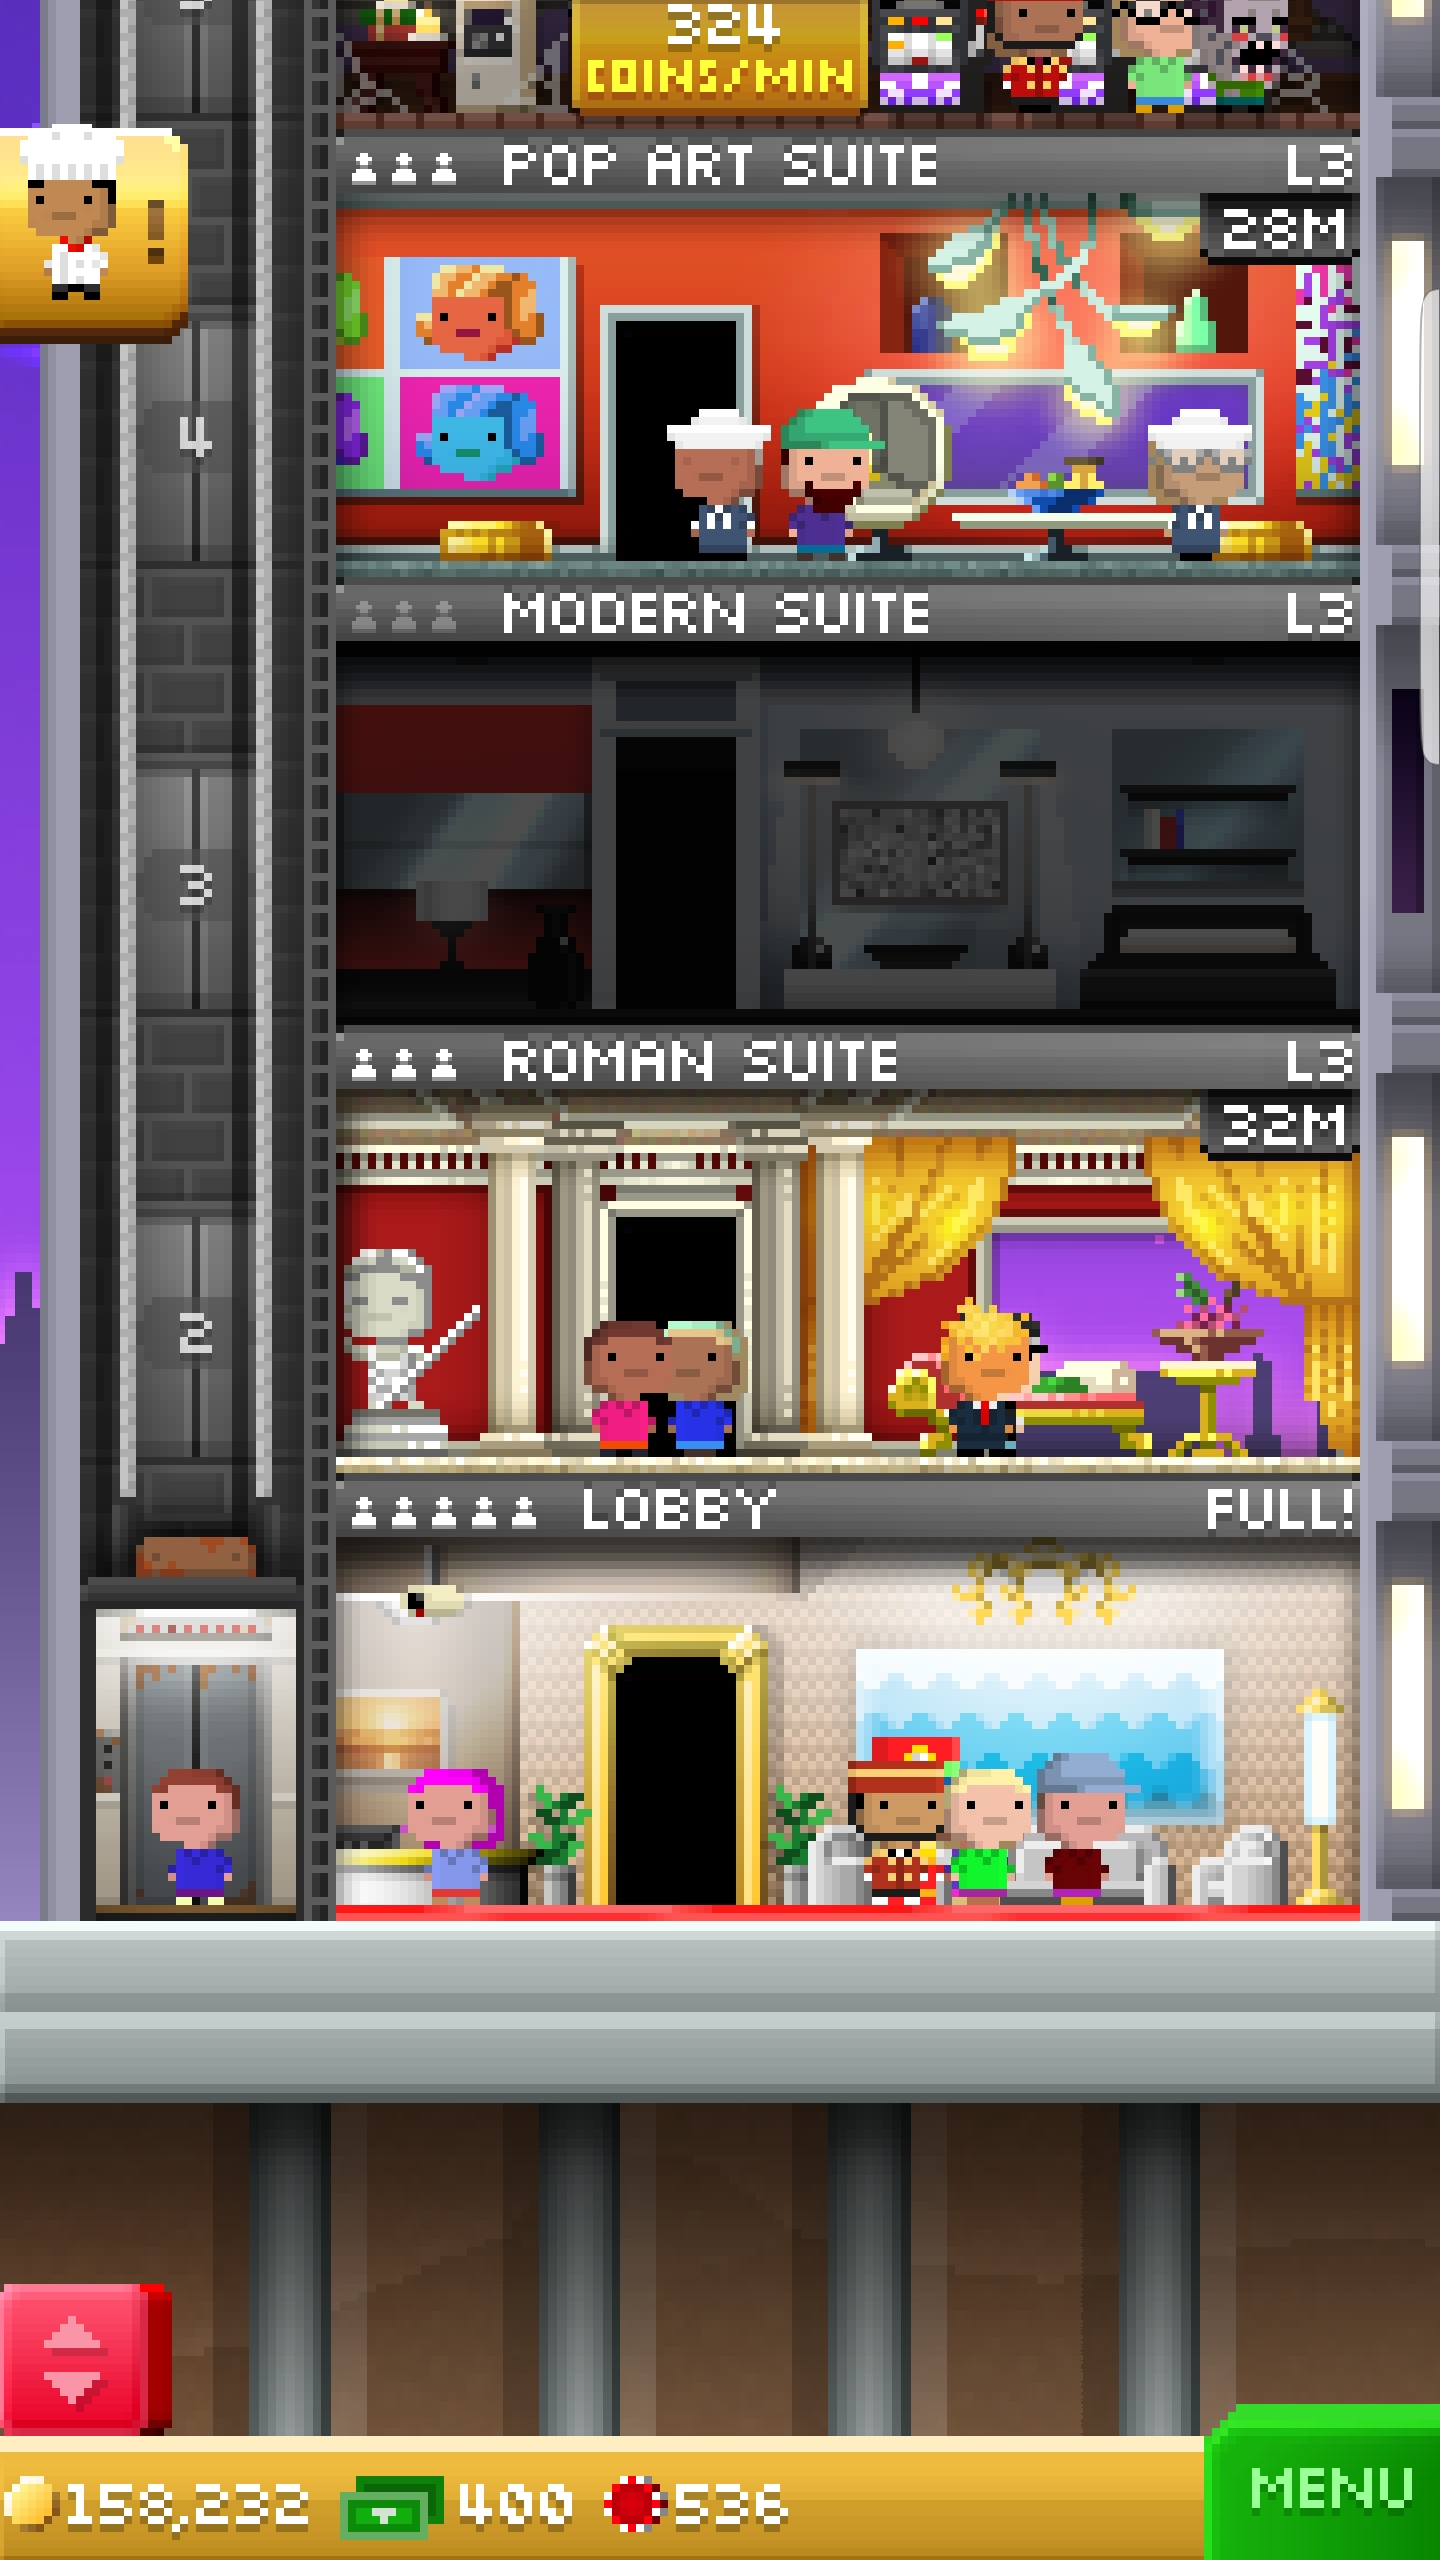 324
COINS/MIN
POP ART SUITE L3
28M
!
4
MODERN SUITE L3
3
ROMAN SUITE L3
32M
2
LOBBY FULL!
158,232 400 536
MENU